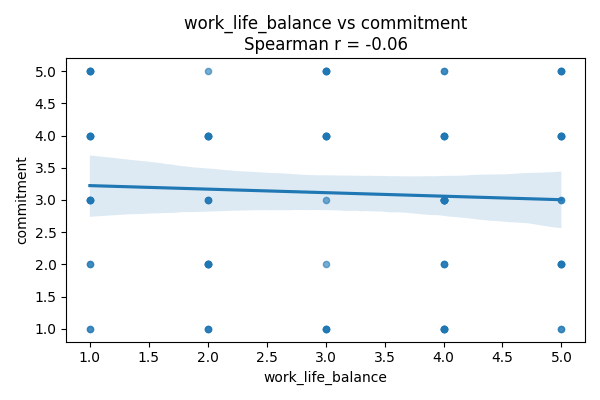 work_life_balance vs commitment
Spearman r = -0.06
5.0
4.5
4.0
3.5
3.0
2.5
2.0
1.5
1.0
commitment
1.0 1.5 2.0 2.5 3.0 3.5 4.0 4.5 5.0
work_life_balance